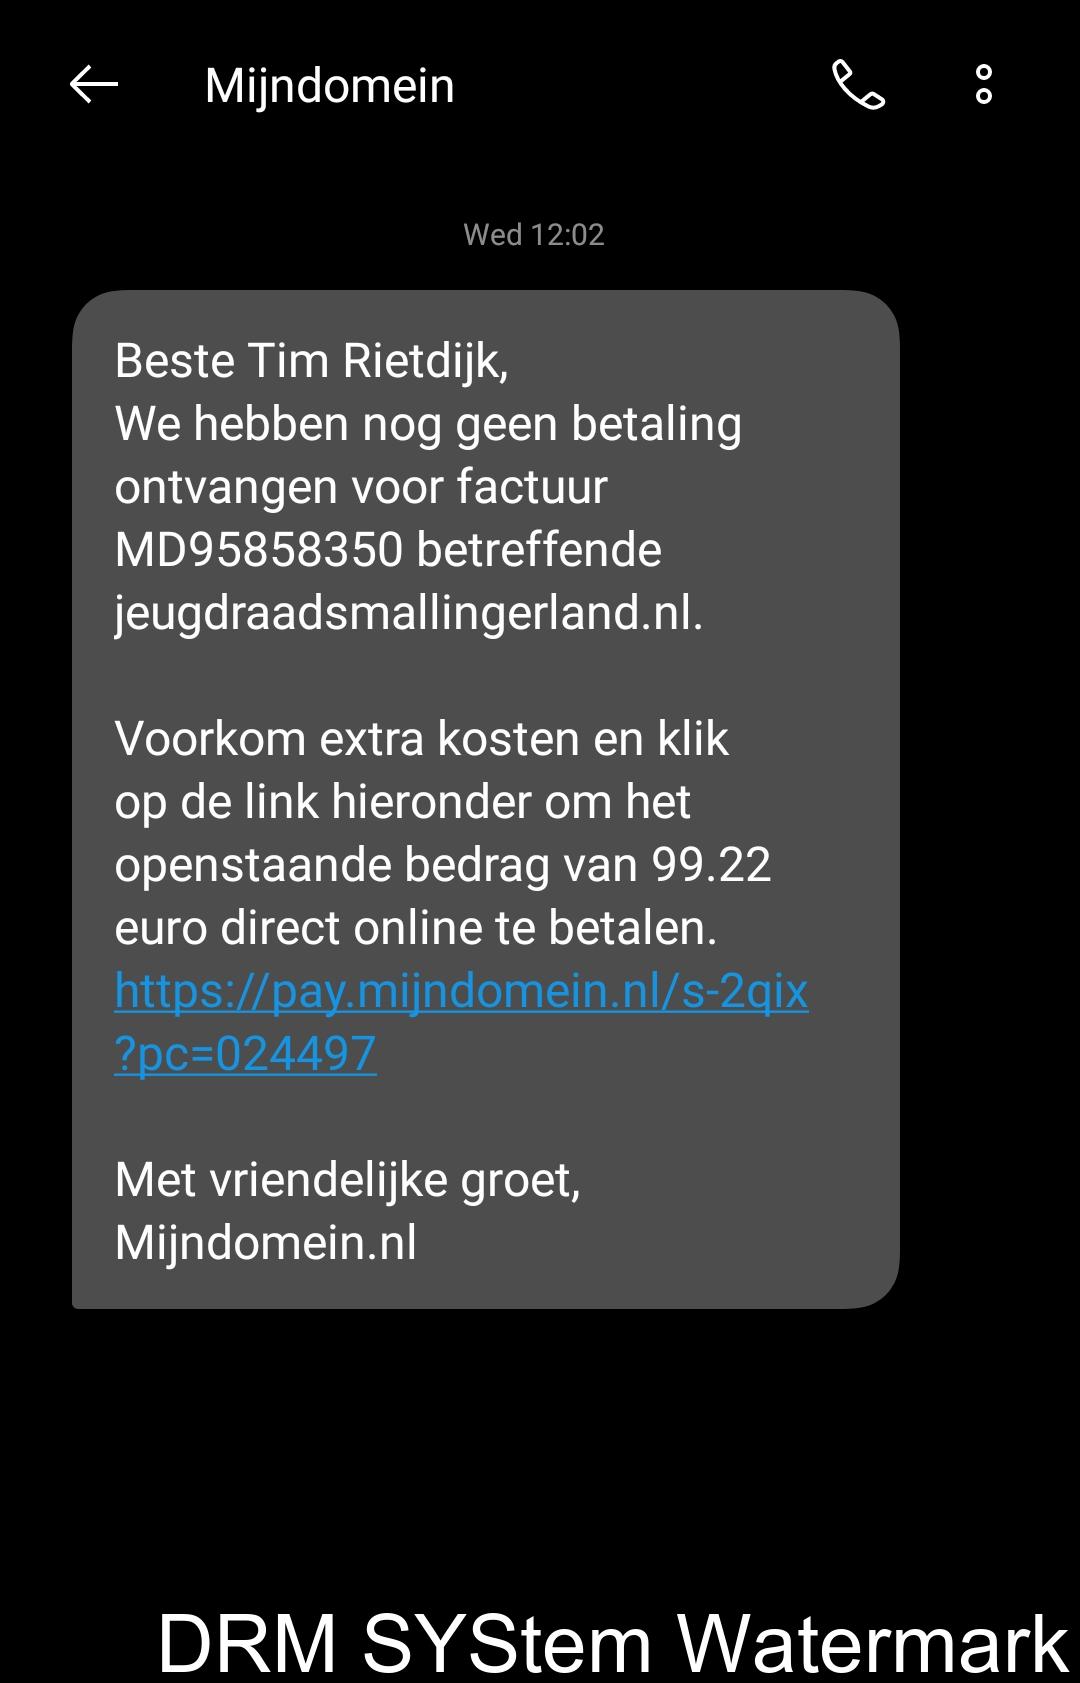 Mijndomein
Wed 12:02
Beste Tim Rietdijk,
We hebben nog geen betaling
ontvangen voor factuur
MD95858350 betreffende
jeugdraadsmallingerland.nl.
Voorkom extra kosten en klik
op de link hieronder om het
openstaande bedrag van 99.22
euro direct online te betalen.
https://pay.mijndomein.nl/s-2qix
?pc=024497
Met vriendelijke groet,
Mijndomein.nl
DRM SYStem Watermark